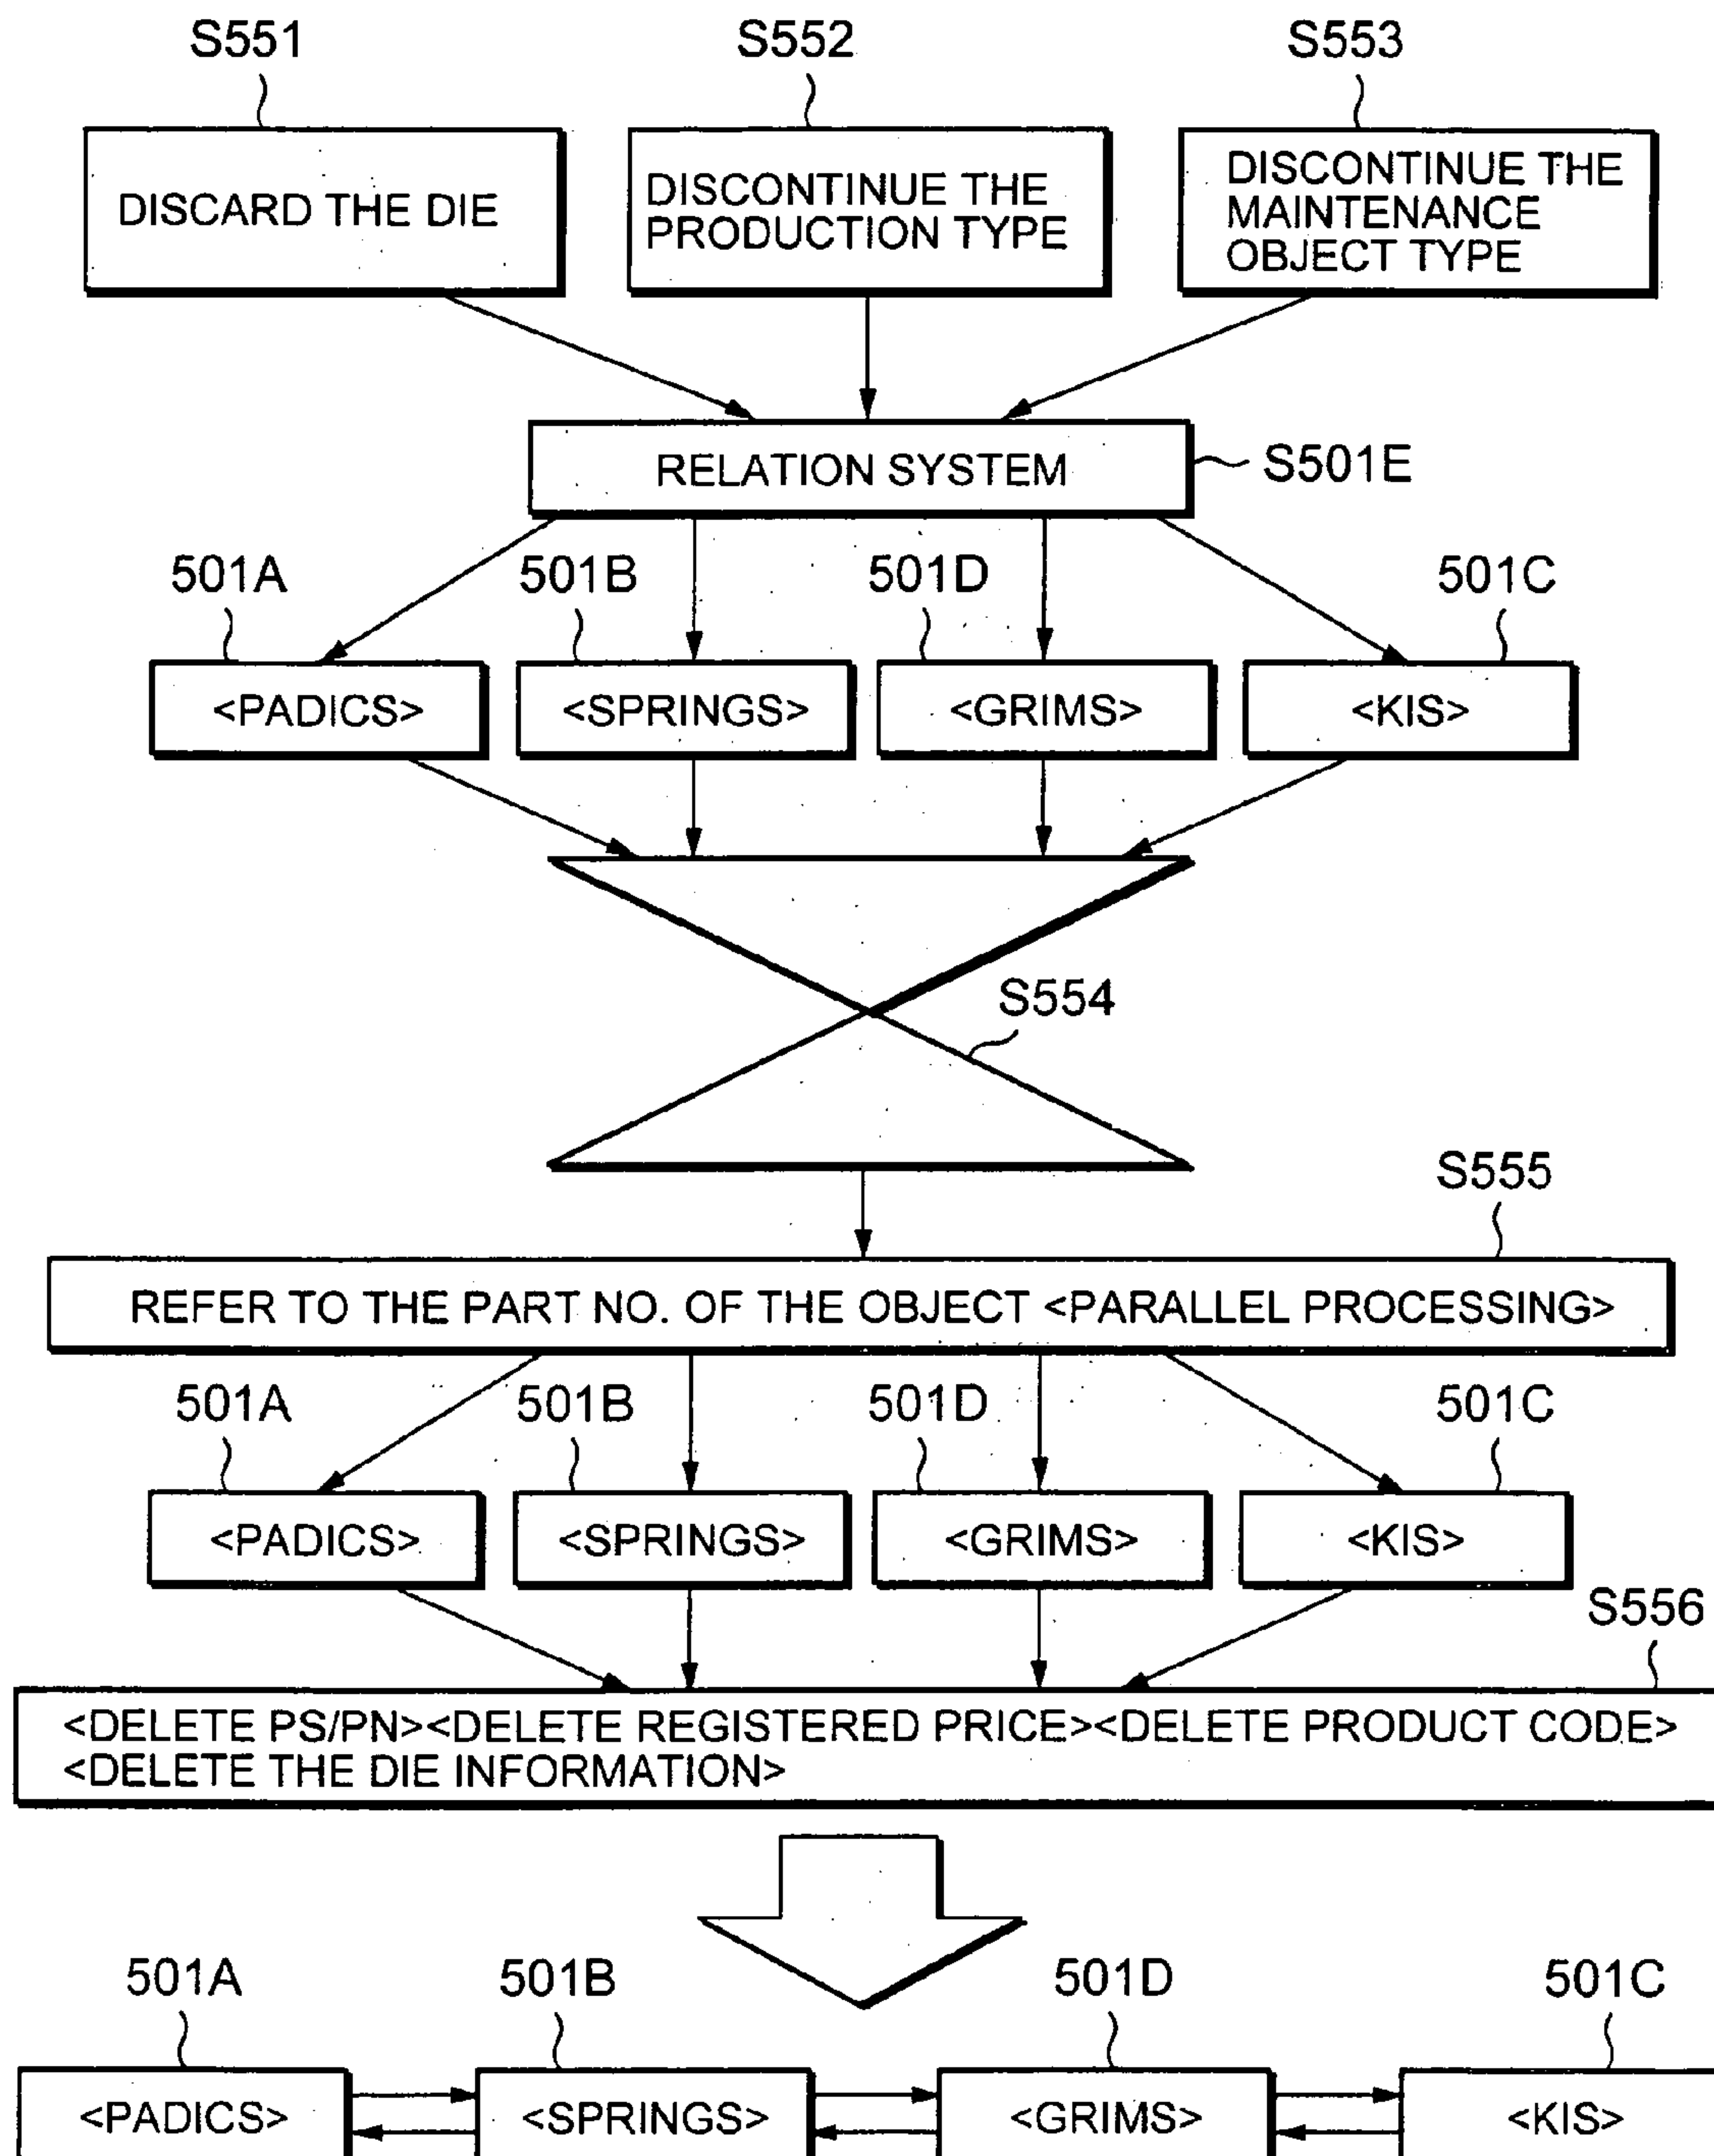 S551
S552
S553
DISCARD THE DIE
DISCONTINUE THE
PRODUCTION TYPE
DISCONTINUE THE
MAINTENANCE
OBJECT TYPE
RELATION SYSTEM
S501E
501A
501B
501D
501C
<PADICS>
<SPRINGS>
<GRIMS>
<KIS>
S554
S555
REFER TO THE PART NO. OF THE OBJECT <PARALLEL PROCESSING>
501A
501B
501D
501C
<PADICS>
<SPRINGS>
<GRIMS>
<KIS>
S556
<DELETE PS/PN><DELETE REGISTERED PRICE><DELETE PRODUCT CODE>
<DELETE THE DIE INFORMATION>
501A
501B
501D
501C
<PADICS>
<SPRINGS>
<GRIMS>
<KIS>